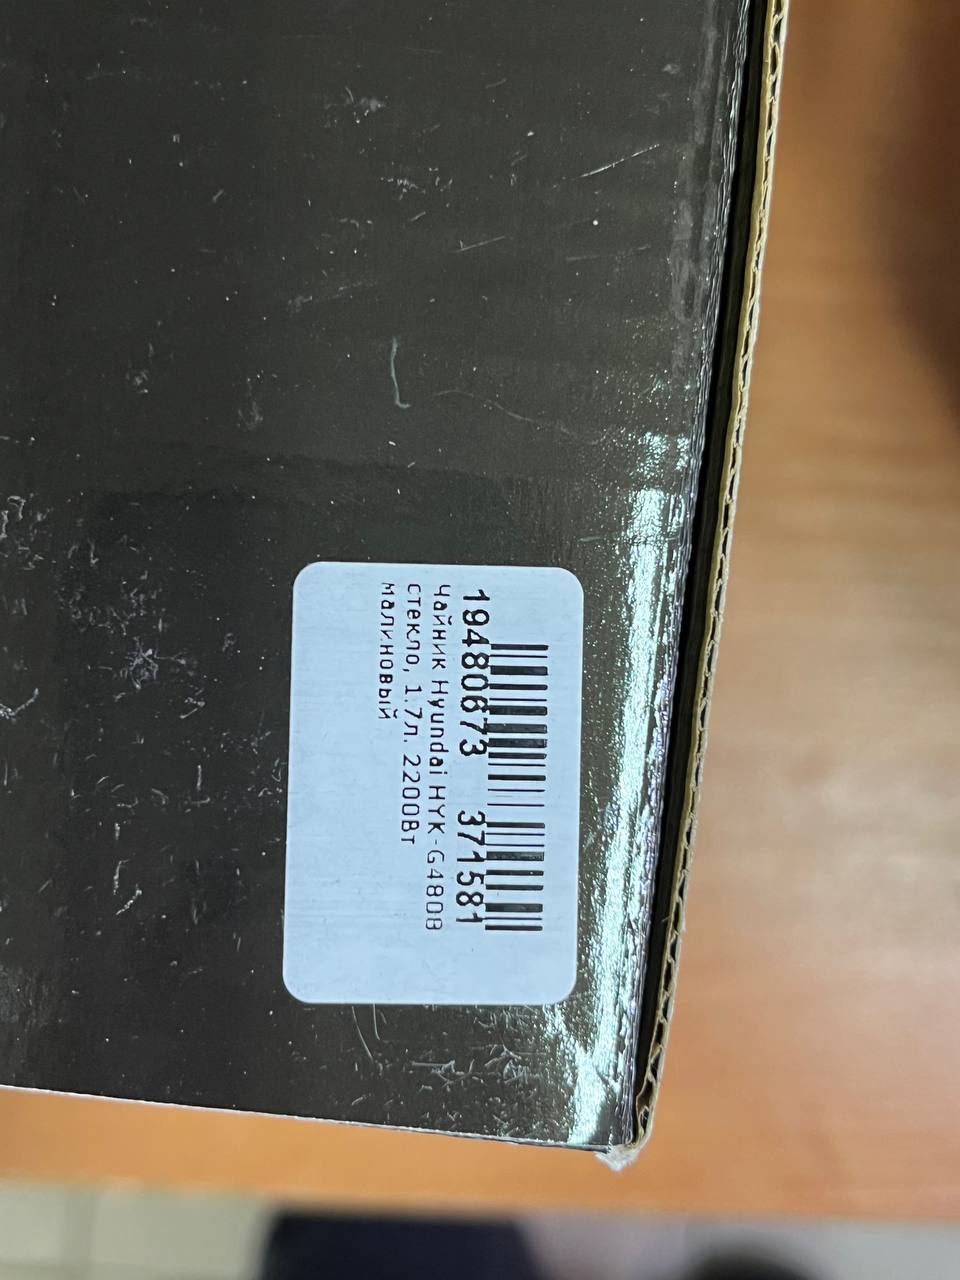 19480673 371581
Чайник Hyundai HYK-G4808
стекло, 1.7л. 2200Вт
малиновый